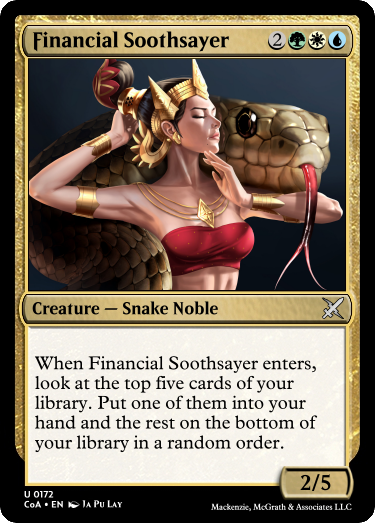 Financial Soothsayer 2
Creature — Snake Noble
When Financial Soothsayer enters,
look at the top five cards of your
library. Put one of them into your
hand and the rest on the bottom of
your library in a random order.
2/5
U 0172
CoA • EN Ja Pu Lay
Mackenzie, McGrath & Associates LLC